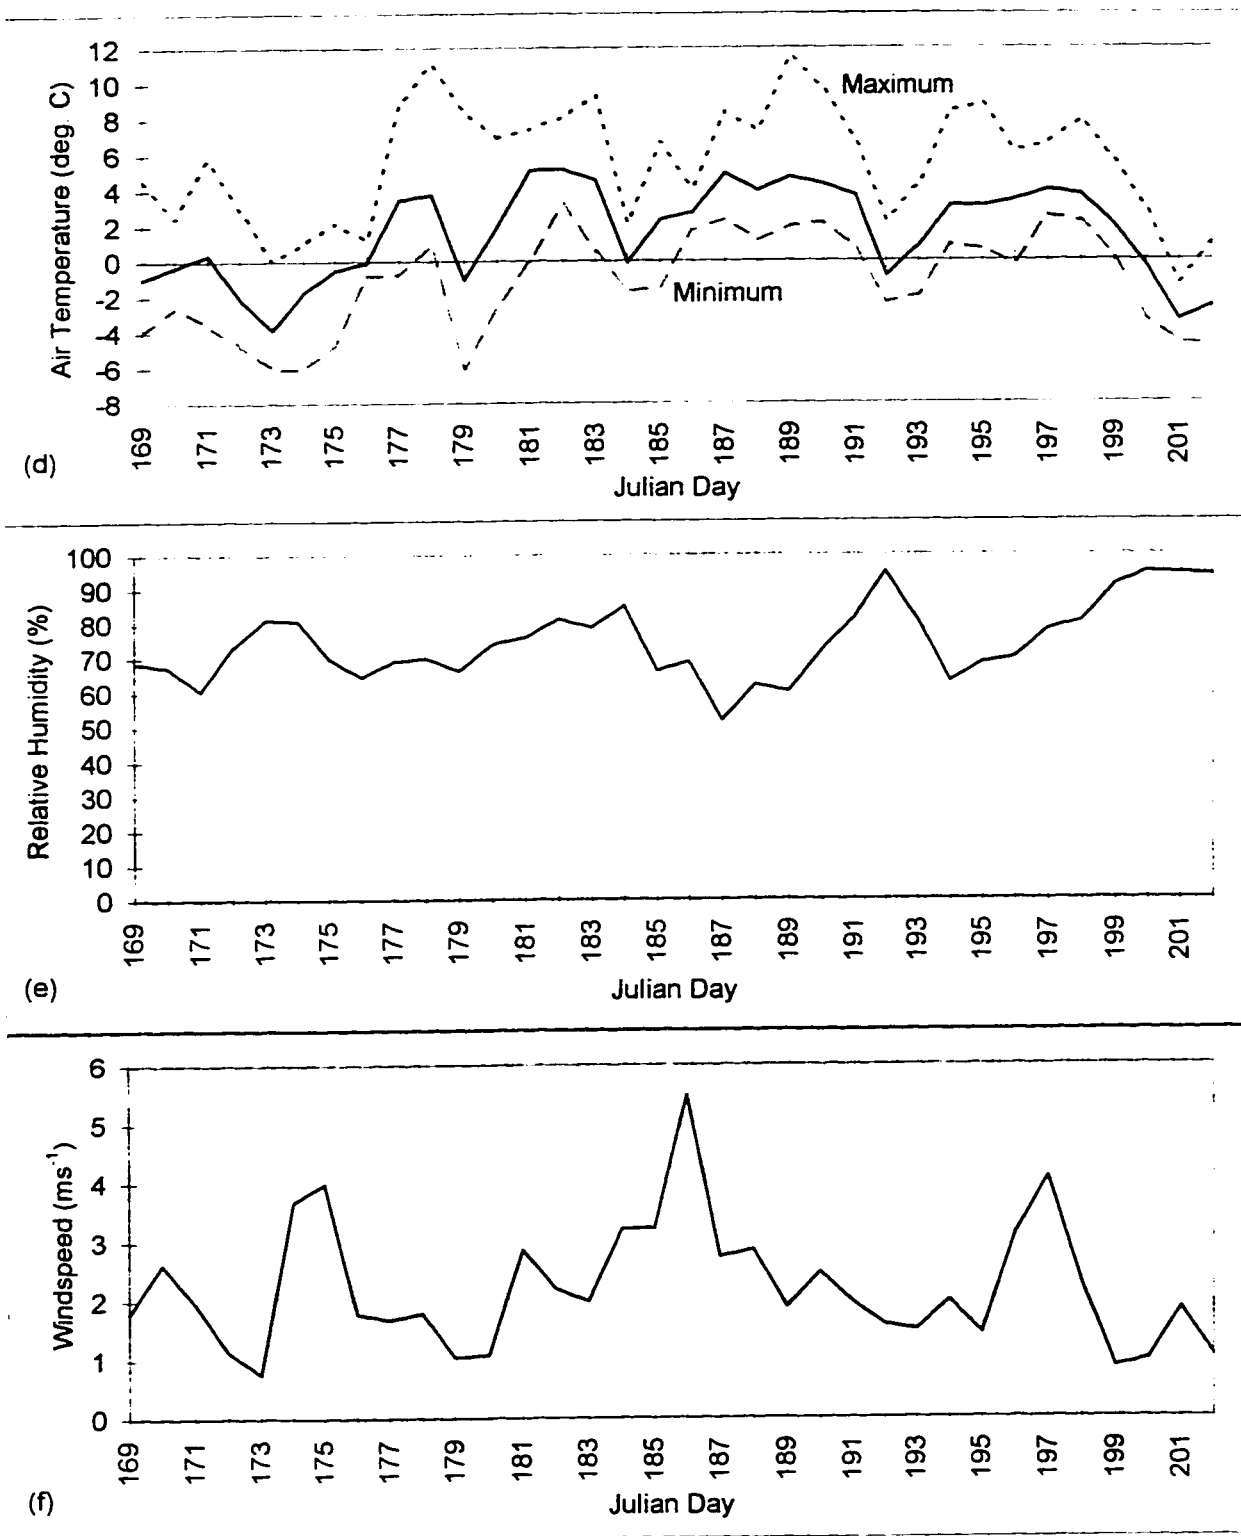 12
10
8
6
4
2
0
-2
-4
-6
-8
Air Temperature (deg. C)
Maximum
Minimum
169 171 173 175 177 179 181 183 185 187 189 191 193 195 197 199 201
Julian Day
(d)
100
90
80
70
60
50
40
30
20
10
0
Relative Humidity (%)
169 171 173 175 177 179 181 183 185 187 189 191 193 195 197 199 201
Julian Day
(e)
6
5
4
3
2
1
0
Windspeed (ms⁻¹)
169 171 173 175 177 179 181 183 185 187 189 191 193 195 197 199 201
Julian Day
(f)